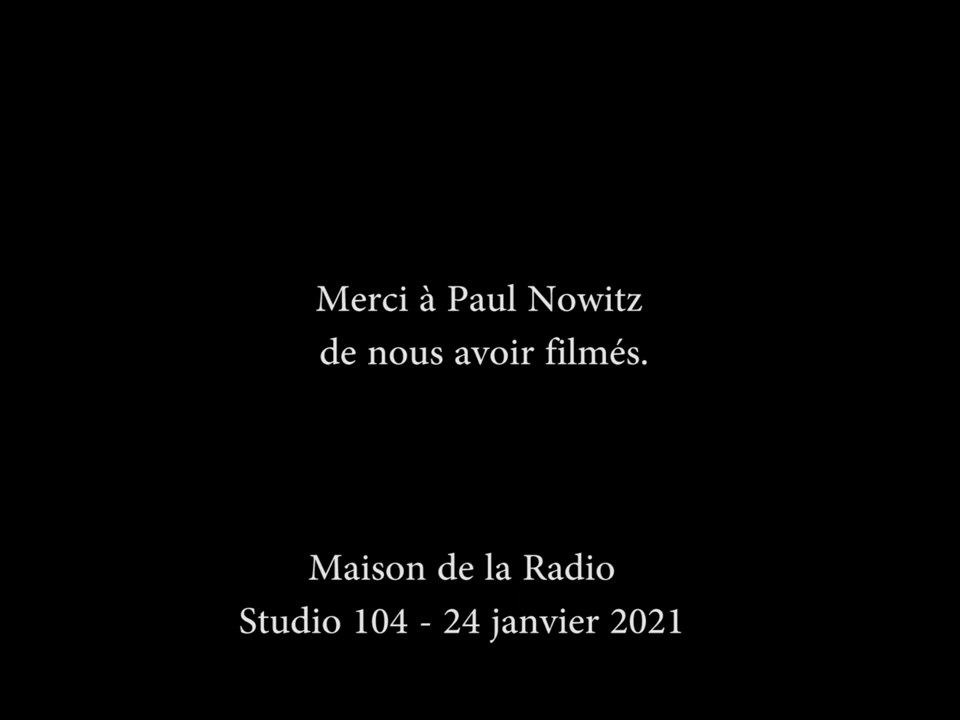 Merci à Paul Nowitz
de nous avoir filmés.
Maison de la Radio
Studio 104 - 24 janvier 2021